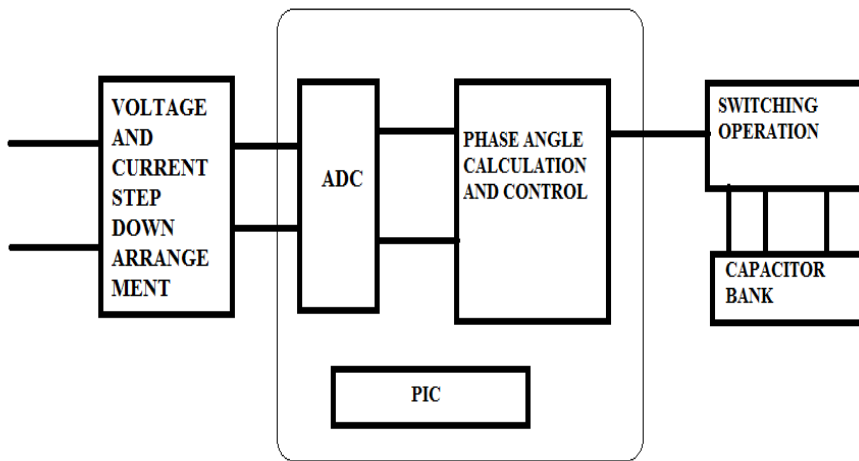 VOLTAGE
AND
CURRENT
STEP
DOWN
ARRANGE
MENT
ADC
PHASE ANGLE
CALCULATION
AND CONTROL
SWITCHING
OPERATION
CAPACITOR
BANK
PIC